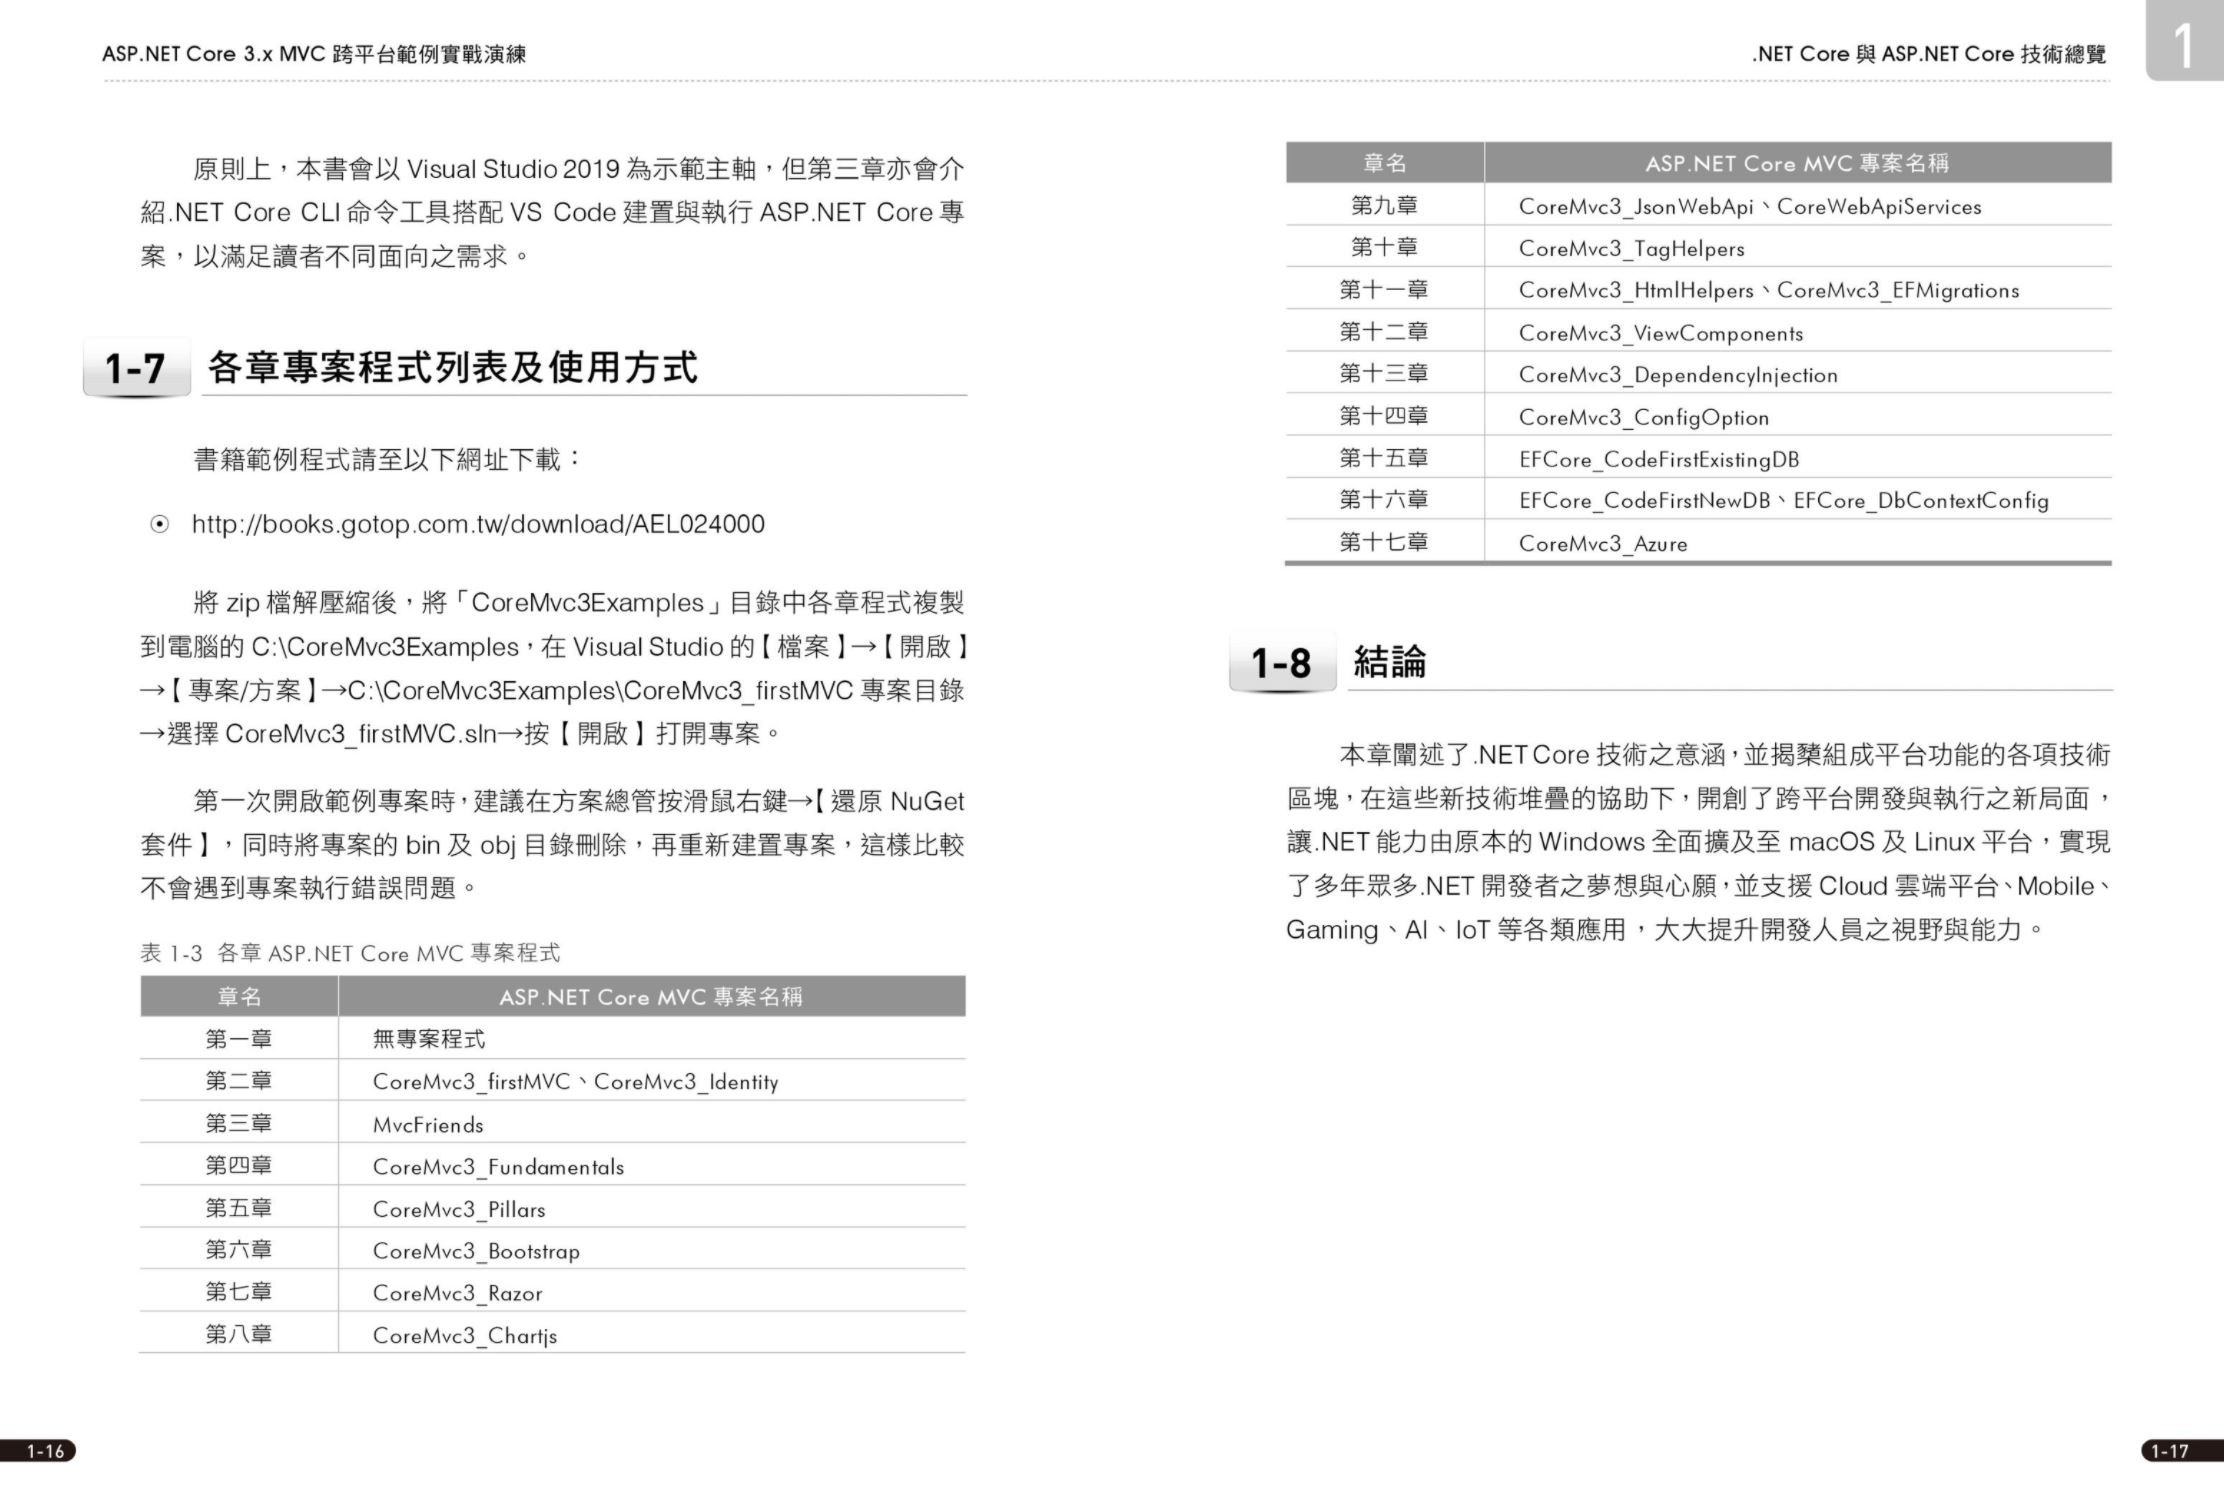 ASP.NET Core 3.x MVC 跨平台範例實戰演練
原則上，本書會以 Visual Studio 2019 為示範主軸，但第三章亦會介
紹.NET Core CLI 命令工具搭配 VS Code 建置與執行 ASP.NET Core 專
案，以滿足讀者不同面向之需求。
1-7 各章專案程式列表及使用方式
書籍範例程式請至以下網址下載：
⊙ http://books.gotop.com.tw/download/AEL024000
將 zip 檔解壓縮後，將「CoreMvc3Examples」目錄中各章程式複製
到電腦的 C:\CoreMvc3Examples，在 Visual Studio 的【檔案】→【開啟】
→【專案/方案】→C:\CoreMvc3Examples\CoreMvc3_firstMVC 專案目錄
→選擇 CoreMvc3_firstMVC.sln→按【開啟】打開專案。
第一次開啟範例專案時，建議在方案總管按滑鼠右鍵→【還原 NuGet
套件】，同時將專案的 bin 及 obj 目錄刪除，再重新建置專案，這樣比較
不會遇到專案執行錯誤問題。
表 1-3 各章 ASP.NET Core MVC 專案程式
章名 ASP.NET Core MVC 專案名稱
第一章 無專案程式
第二章 CoreMvc3_firstMVC、CoreMvc3_Identity
第三章 MvcFriends
第四章 CoreMvc3_Fundamentals
第五章 CoreMvc3_Pillars
第六章 CoreMvc3_Bootstrap
第七章 CoreMvc3_Razor
第八章 CoreMvc3_Chartjs
1-16
.NET Core 與 ASP.NET Core 技術總覽 1
章名 ASP.NET Core MVC 專案名稱
第九章 CoreMvc3_JsonWebApi、CoreWebApiServices
第十章 CoreMvc3_TagHelpers
第十一章 CoreMvc3_HtmlHelpers、CoreMvc3_EFMigrations
第十二章 CoreMvc3_ViewComponents
第十三章 CoreMvc3_DependencyInjection
第十四章 CoreMvc3_ConfigOption
第十五章 EFCore_CodeFirstExistingDB
第十六章 EFCore_CodeFirstNewDB、EFCore_DbContextConfig
第十七章 CoreMvc3_Azure
1-8 結論
本章闡述了.NET Core 技術之意涵，並揭櫫組成平台功能的各項技術
區塊，在這些新技術堆疊的協助下，開創了跨平台開發與執行之新局面，
讓.NET 能力由原本的 Windows 全面擴及至 macOS 及 Linux 平台，實現
了多年眾多.NET 開發者之夢想與心願，並支援 Cloud 雲端平台、Mobile、
Gaming、AI、IoT 等各類應用，大大提升開發人員之視野與能力。
1-17